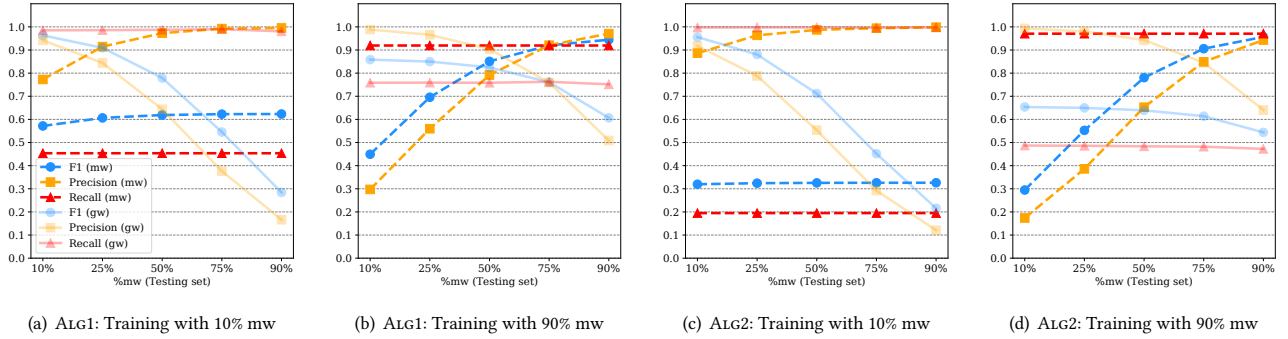 1.0
0.9
0.8
0.7
0.6
0.5
0.4
0.3
0.2
0.1
0.0
F1 (mw)
Precision (mw)
Recall (mw)
F1 (gw)
Precision (gw)
Recall (gw)
10% 25% 50% 75% 90%
%mw (Testing set)
(a) ALG1: Training with 10% mw
1.0
0.9
0.8
0.7
0.6
0.5
0.4
0.3
0.2
0.1
0.0
10% 25% 50% 75% 90%
%mw (Testing set)
(b) ALG1: Training with 90% mw
1.0
0.9
0.8
0.7
0.6
0.5
0.4
0.3
0.2
0.1
0.0
10% 25% 50% 75% 90%
%mw (Testing set)
(c) ALG2: Training with 10% mw
1.0
0.9
0.8
0.7
0.6
0.5
0.4
0.3
0.2
0.1
0.0
10% 25% 50% 75% 90%
%mw (Testing set)
(d) ALG2: Training with 90% mw